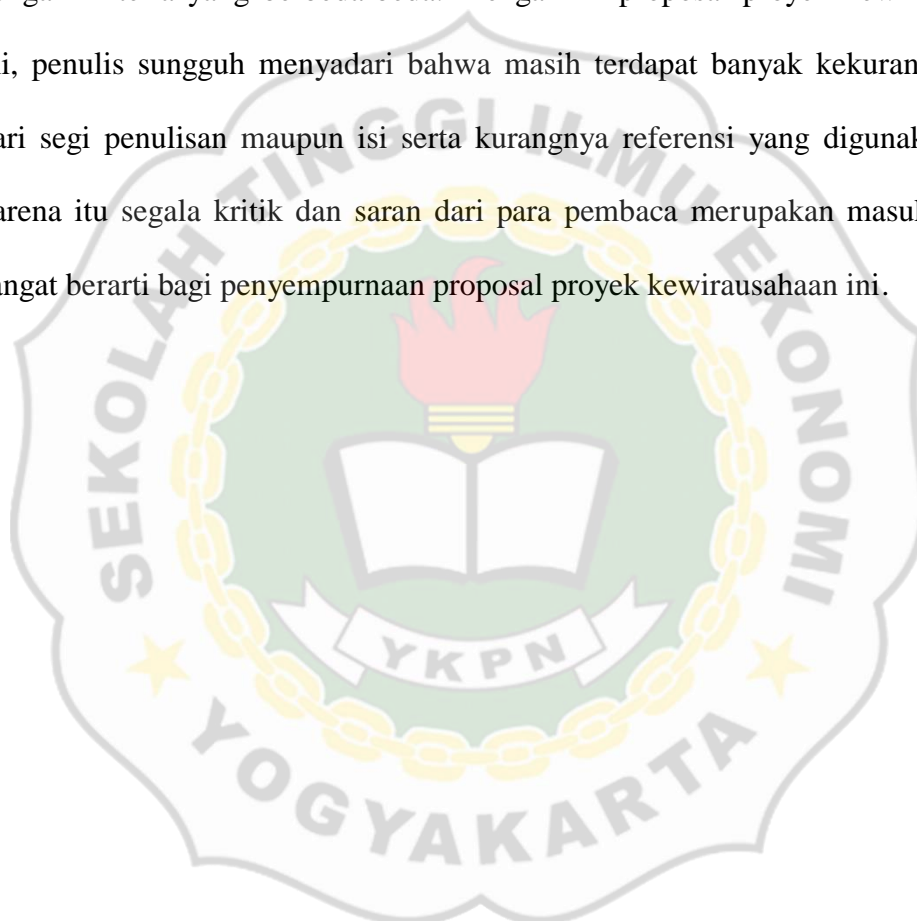 i, penulis sungguh menyadari bahwa masih terdapat banyak kekuran
ari segi penulisan maupun isi serta kurangnya referensi yang digunak
arena itu segala kritik dan saran dari para pembaca merupakan masuk
angat berarti bagi penyempurnaan proposal proyek kewirausahaan ini.
SEKOLAH TINGGI ILMU EKONOMI
YKPN
YOGYAKARTA